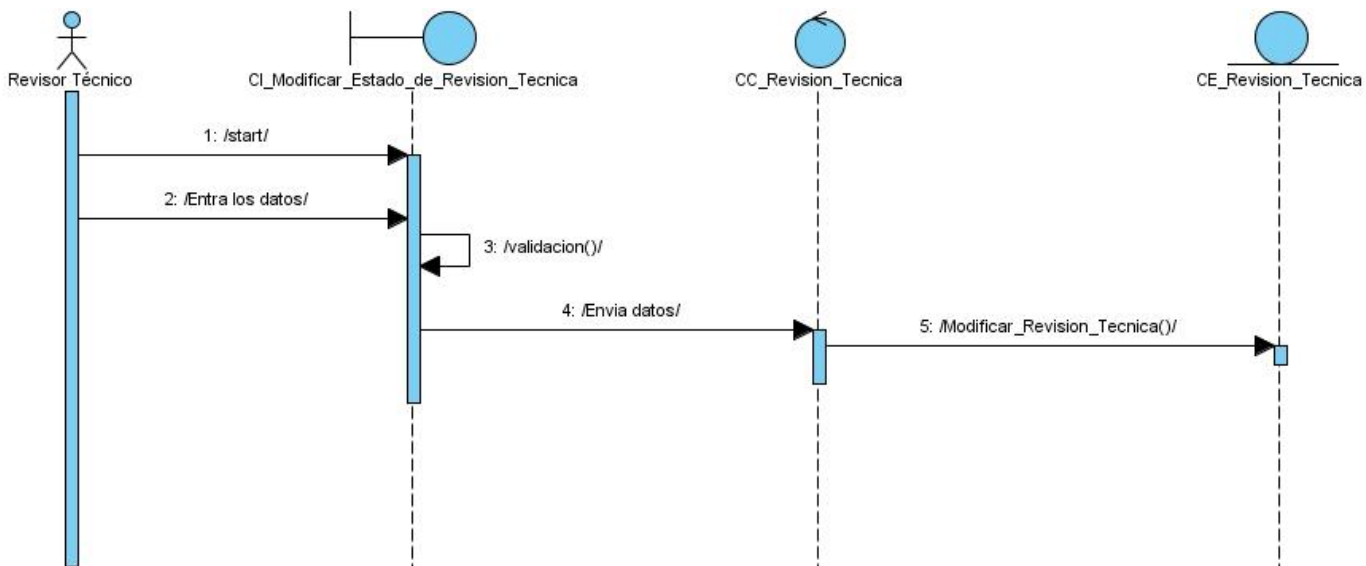 Revisor Técnico
CI_Modificar_Estado_de_Revision_Tecnica
CC_Revision_Tecnica
CE_Revision_Tecnica
1: /start/
2: /Entra los datos/
3: /validacion()/
4: /Envia datos/
5: /Modificar_Revision_Tecnica()/